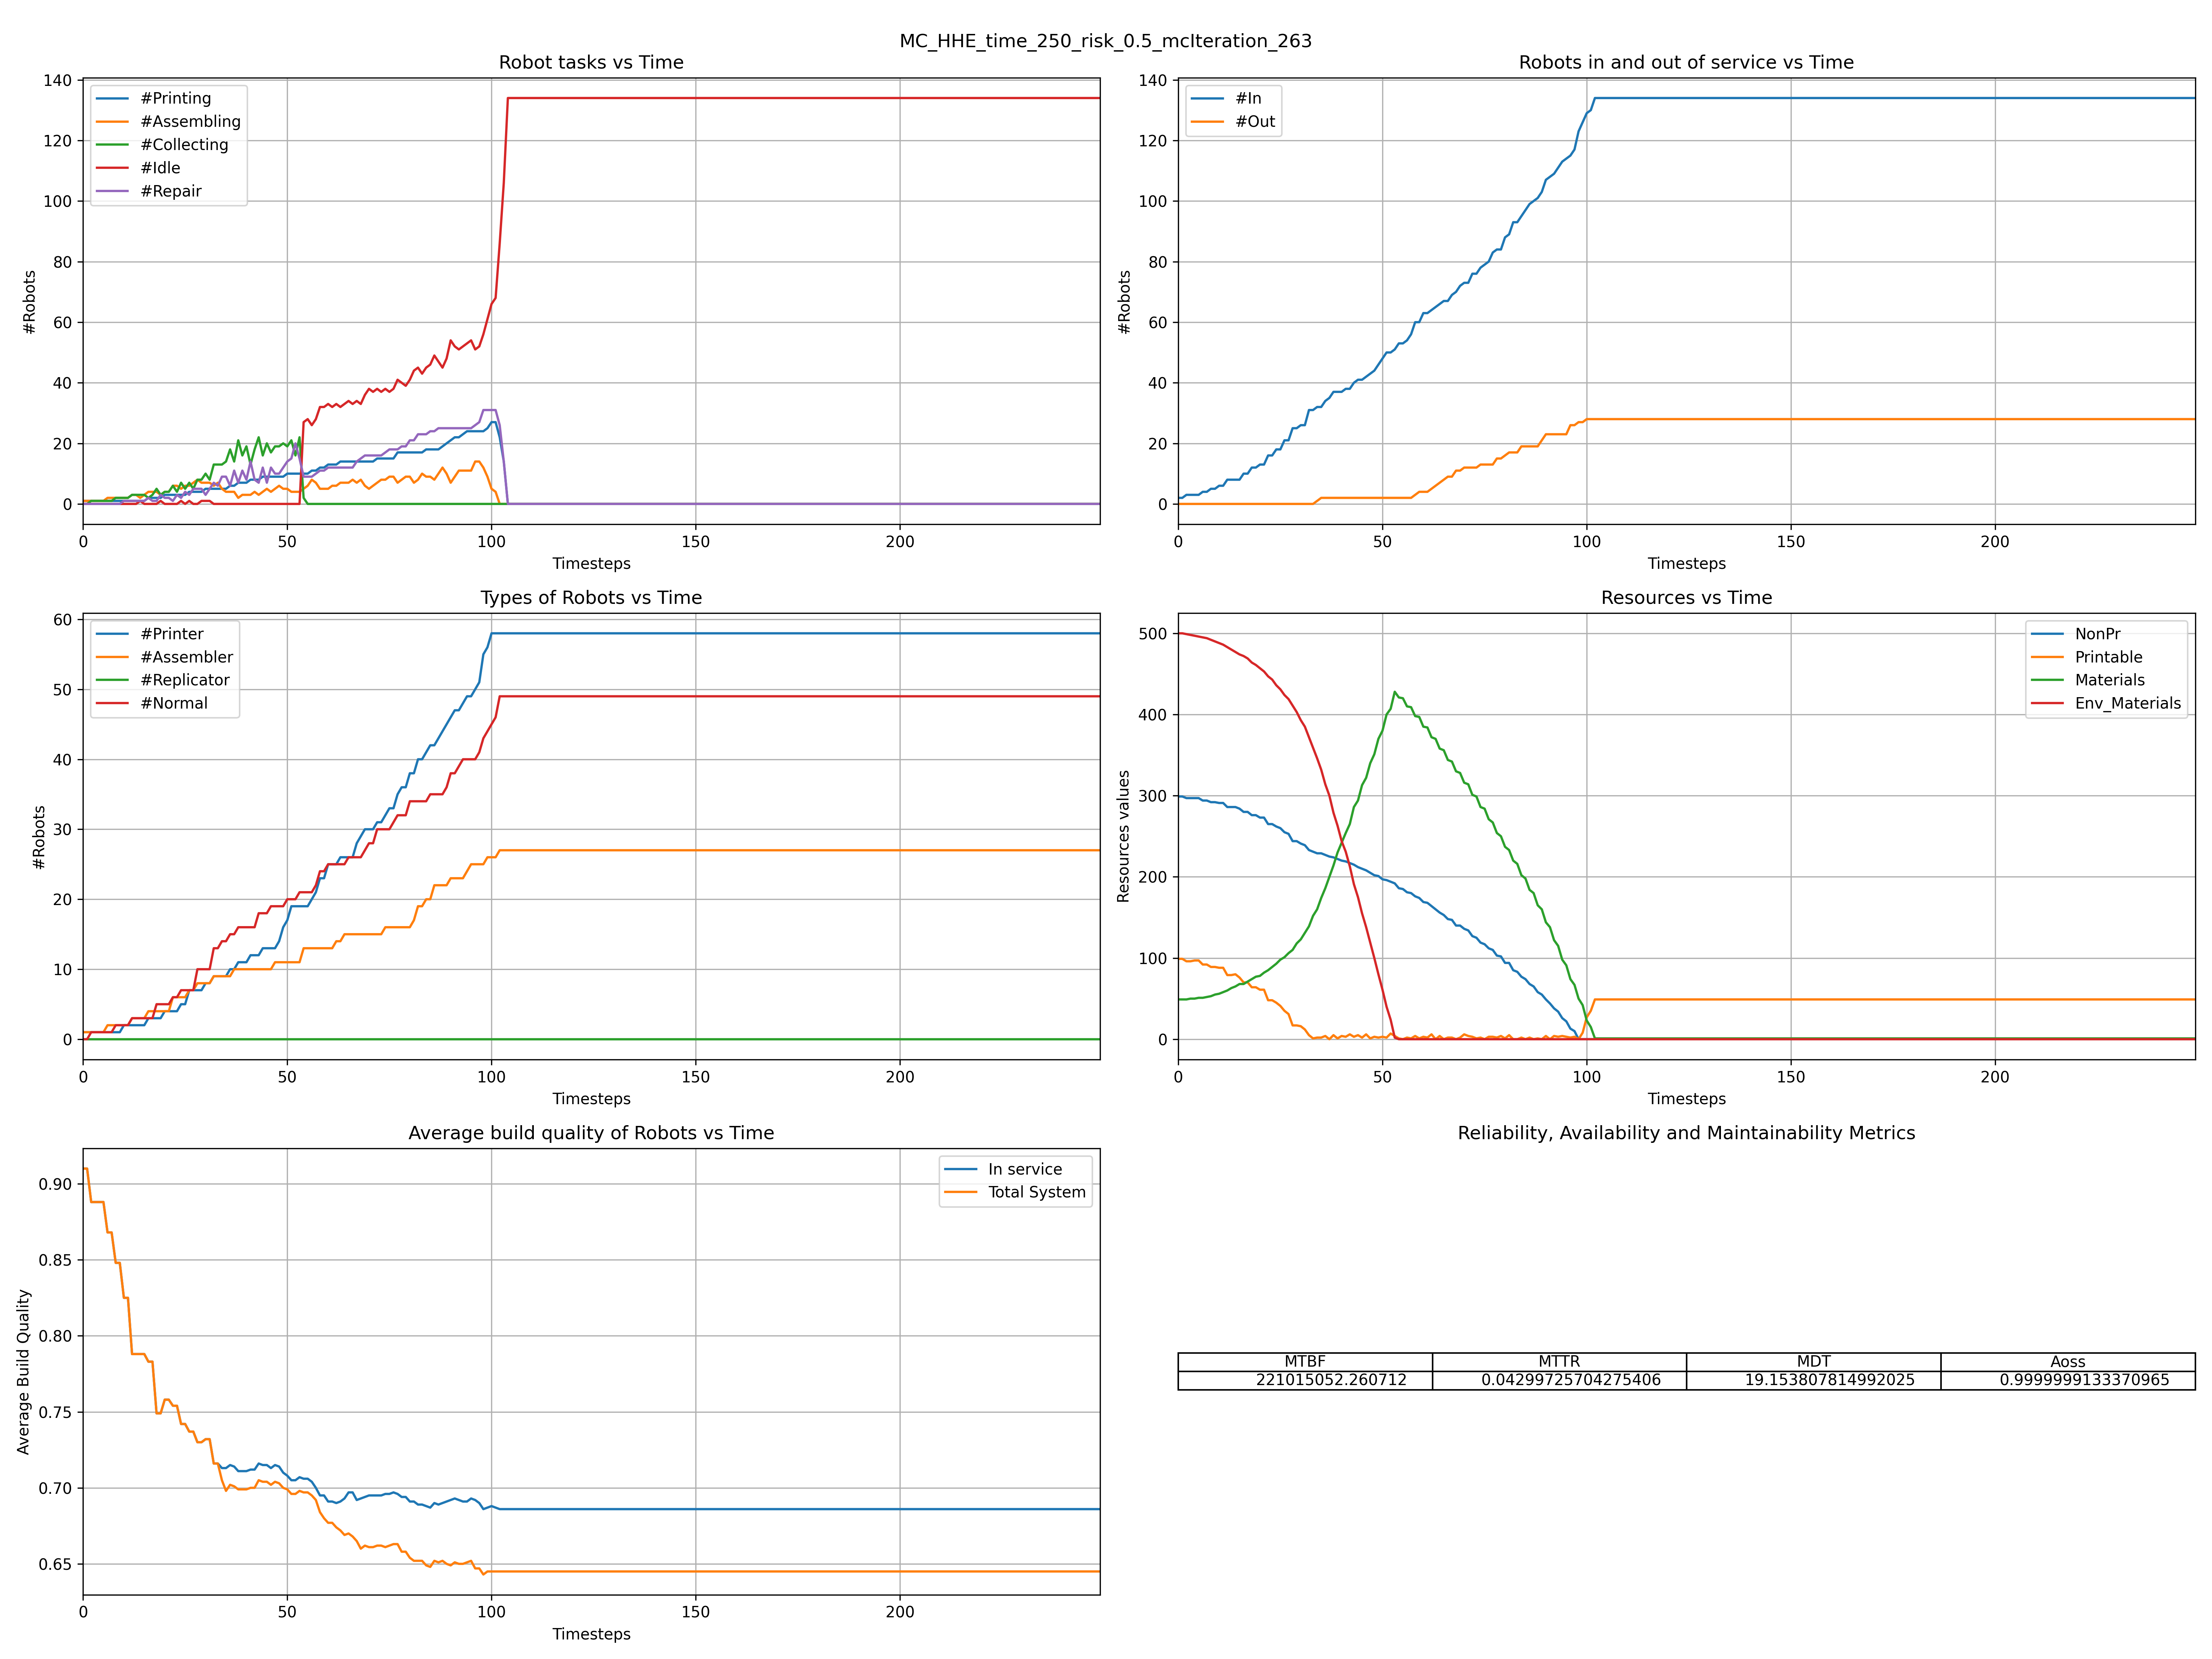 MC_HHE_time_250_risk_0.5_mcIteration_263
Robot tasks vs Time
140
120
100
80
60
40
20
0
#Robots
#Printing
#Assembling
#Collecting
#Idle
#Repair
0 50 100 150 200
Timesteps
Robots in and out of service vs Time
140
120
100
80
60
40
20
0
#Robots
#In
#Out
0 50 100 150 200
Timesteps
Types of Robots vs Time
60
50
40
30
20
10
0
#Robots
#Printer
#Assembler
#Replicator
#Normal
0 50 100 150 200
Timesteps
Resources vs Time
500
400
300
200
100
0
Resources values
NonPr
Printable
Materials
Env_Materials
0 50 100 150 200
Timesteps
Average build quality of Robots vs Time
0.90
0.85
0.80
0.75
0.70
0.65
Average Build Quality
In service
Total System
0 50 100 150 200
Timesteps
Reliability, Availability and Maintainability Metrics
MTBF MTTR MDT Aoss
221015052.260712 0.04299725704275406 19.153807814992025 0.9999999133370965